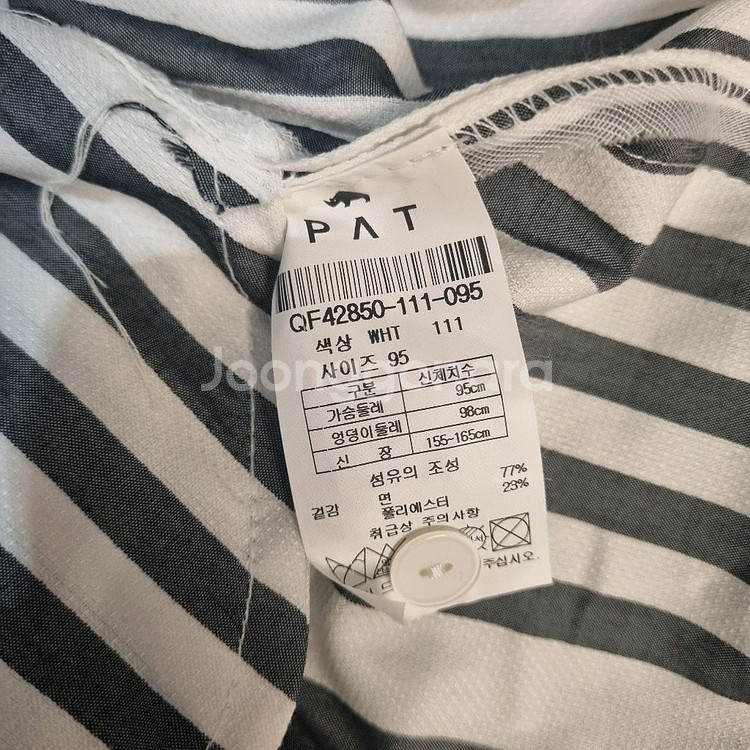 PAT
QF42850-111-095
색상 WHT 111
사이즈 95
구분 신체치수
가슴둘레 95cm
엉덩이둘레 98cm
신 장 155-165cm
섬유의 조성
겉감 면 77%
폴리에스터 23%
취급상 주의사항
주십시오.
Joongna